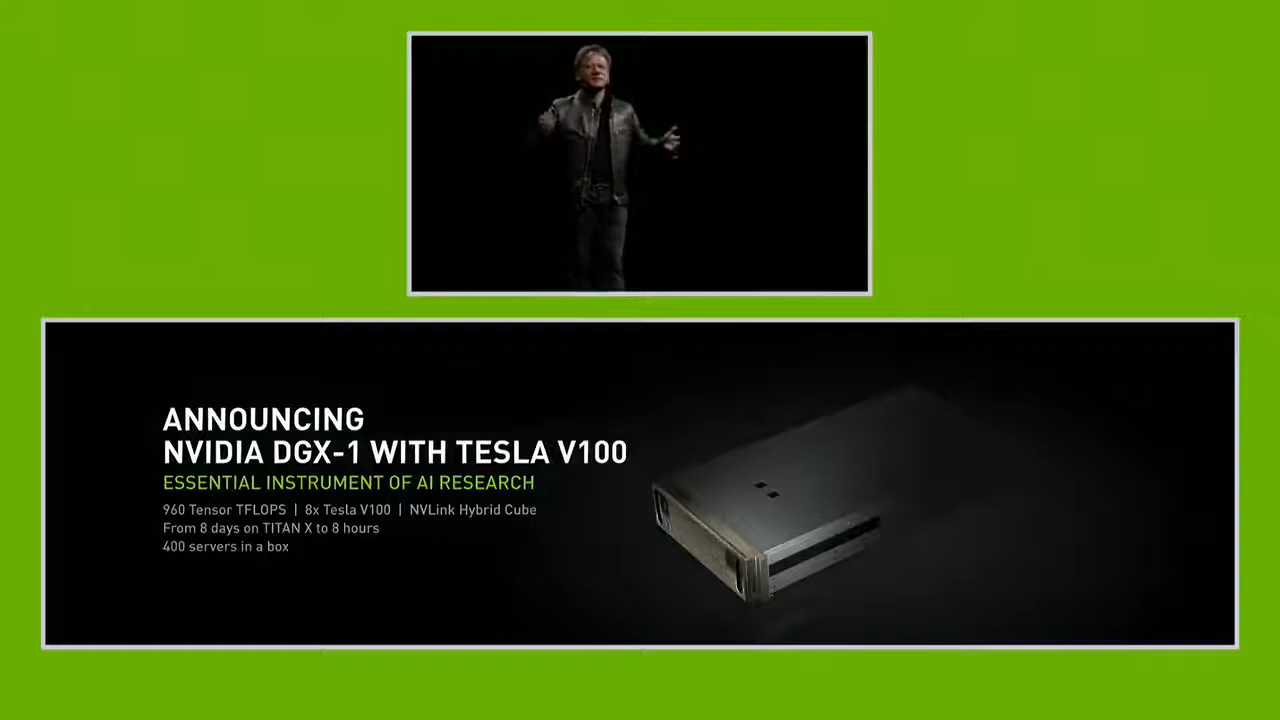 ANNOUNCING
NVIDIA DGX-1 WITH TESLA V100
ESSENTIAL INSTRUMENT OF AI RESEARCH
960 Tensor TFLOPS | 8x Tesla V100 | NVLink Hybrid Cube
From 8 days on TITAN X to 8 hours
400 servers in a box